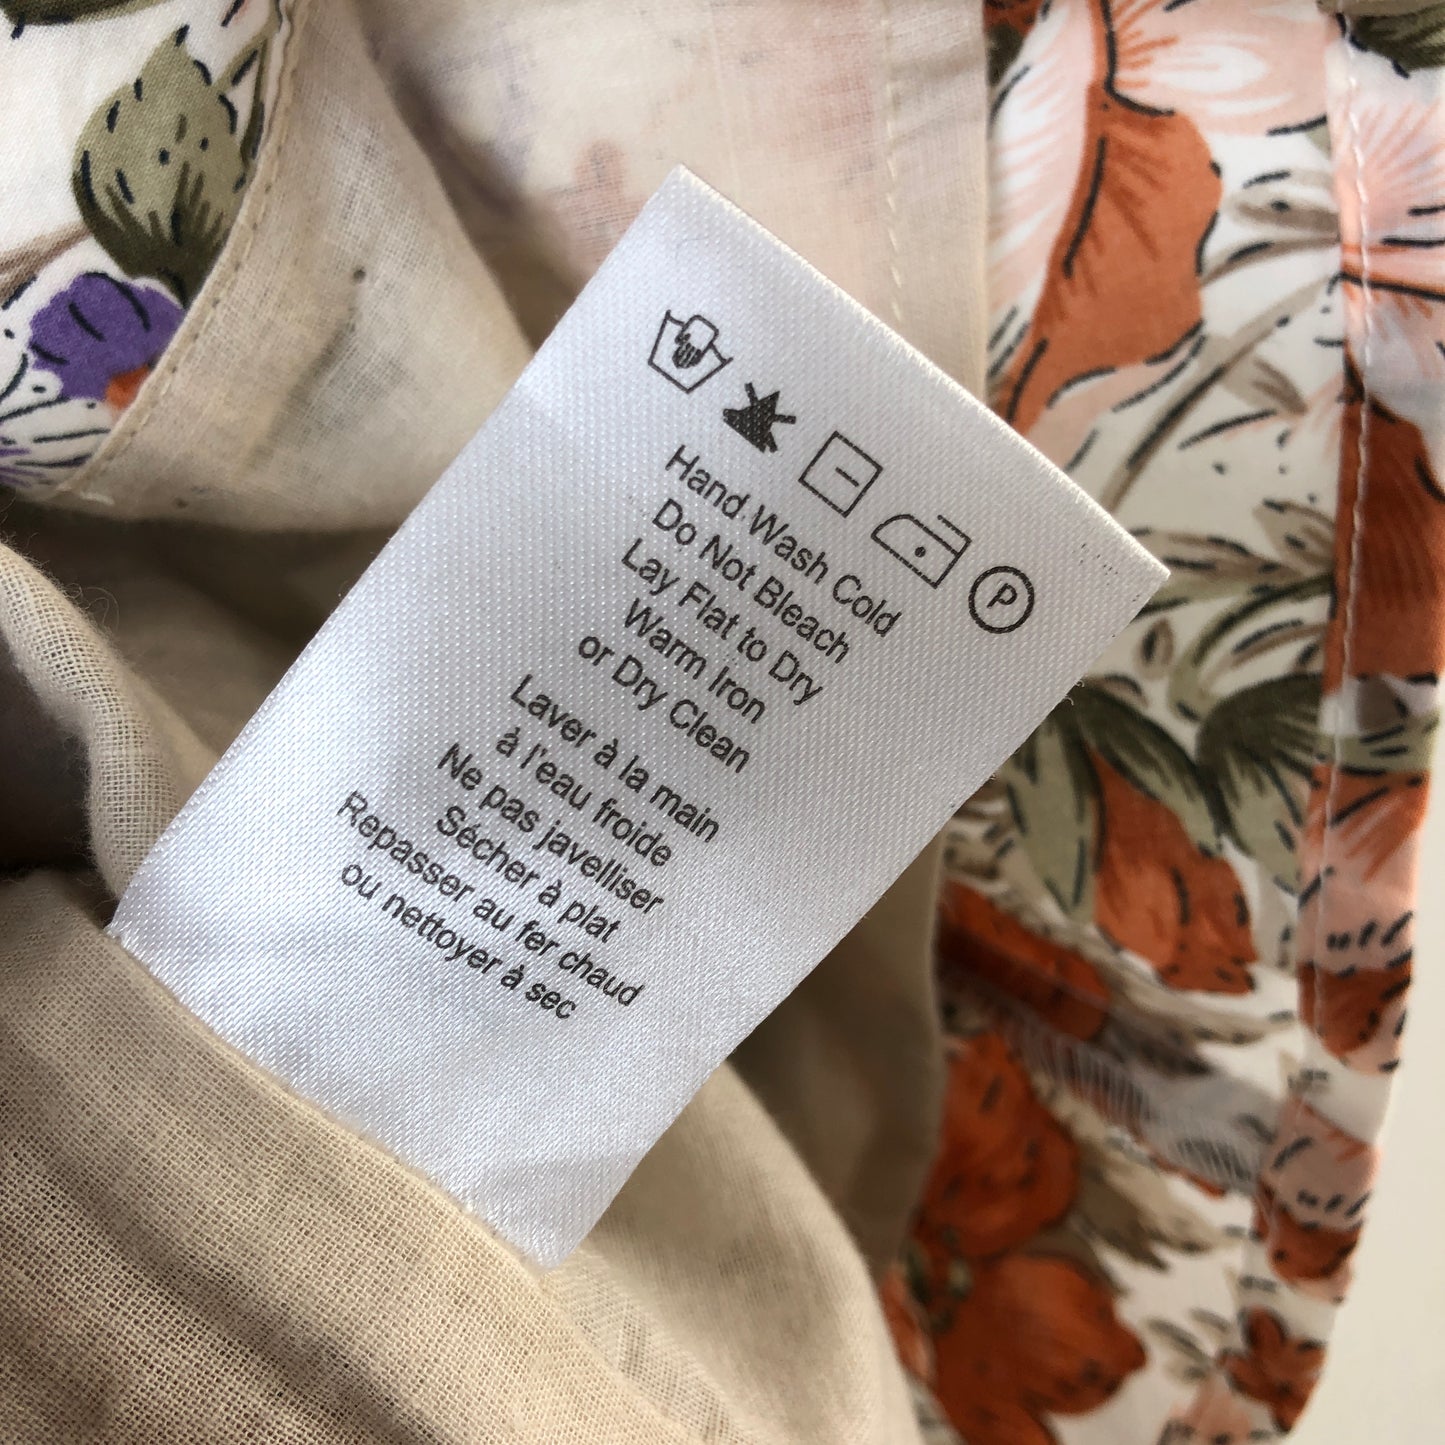 P
Hand Wash Cold
Do Not Bleach
Lay Flat to Dry
Warm Iron
or Dry Clean
Laver à la main
à l'eau froide
Ne pas javelliser
Sécher à plat
Repasser au fer chaud
ou nettoyer à sec